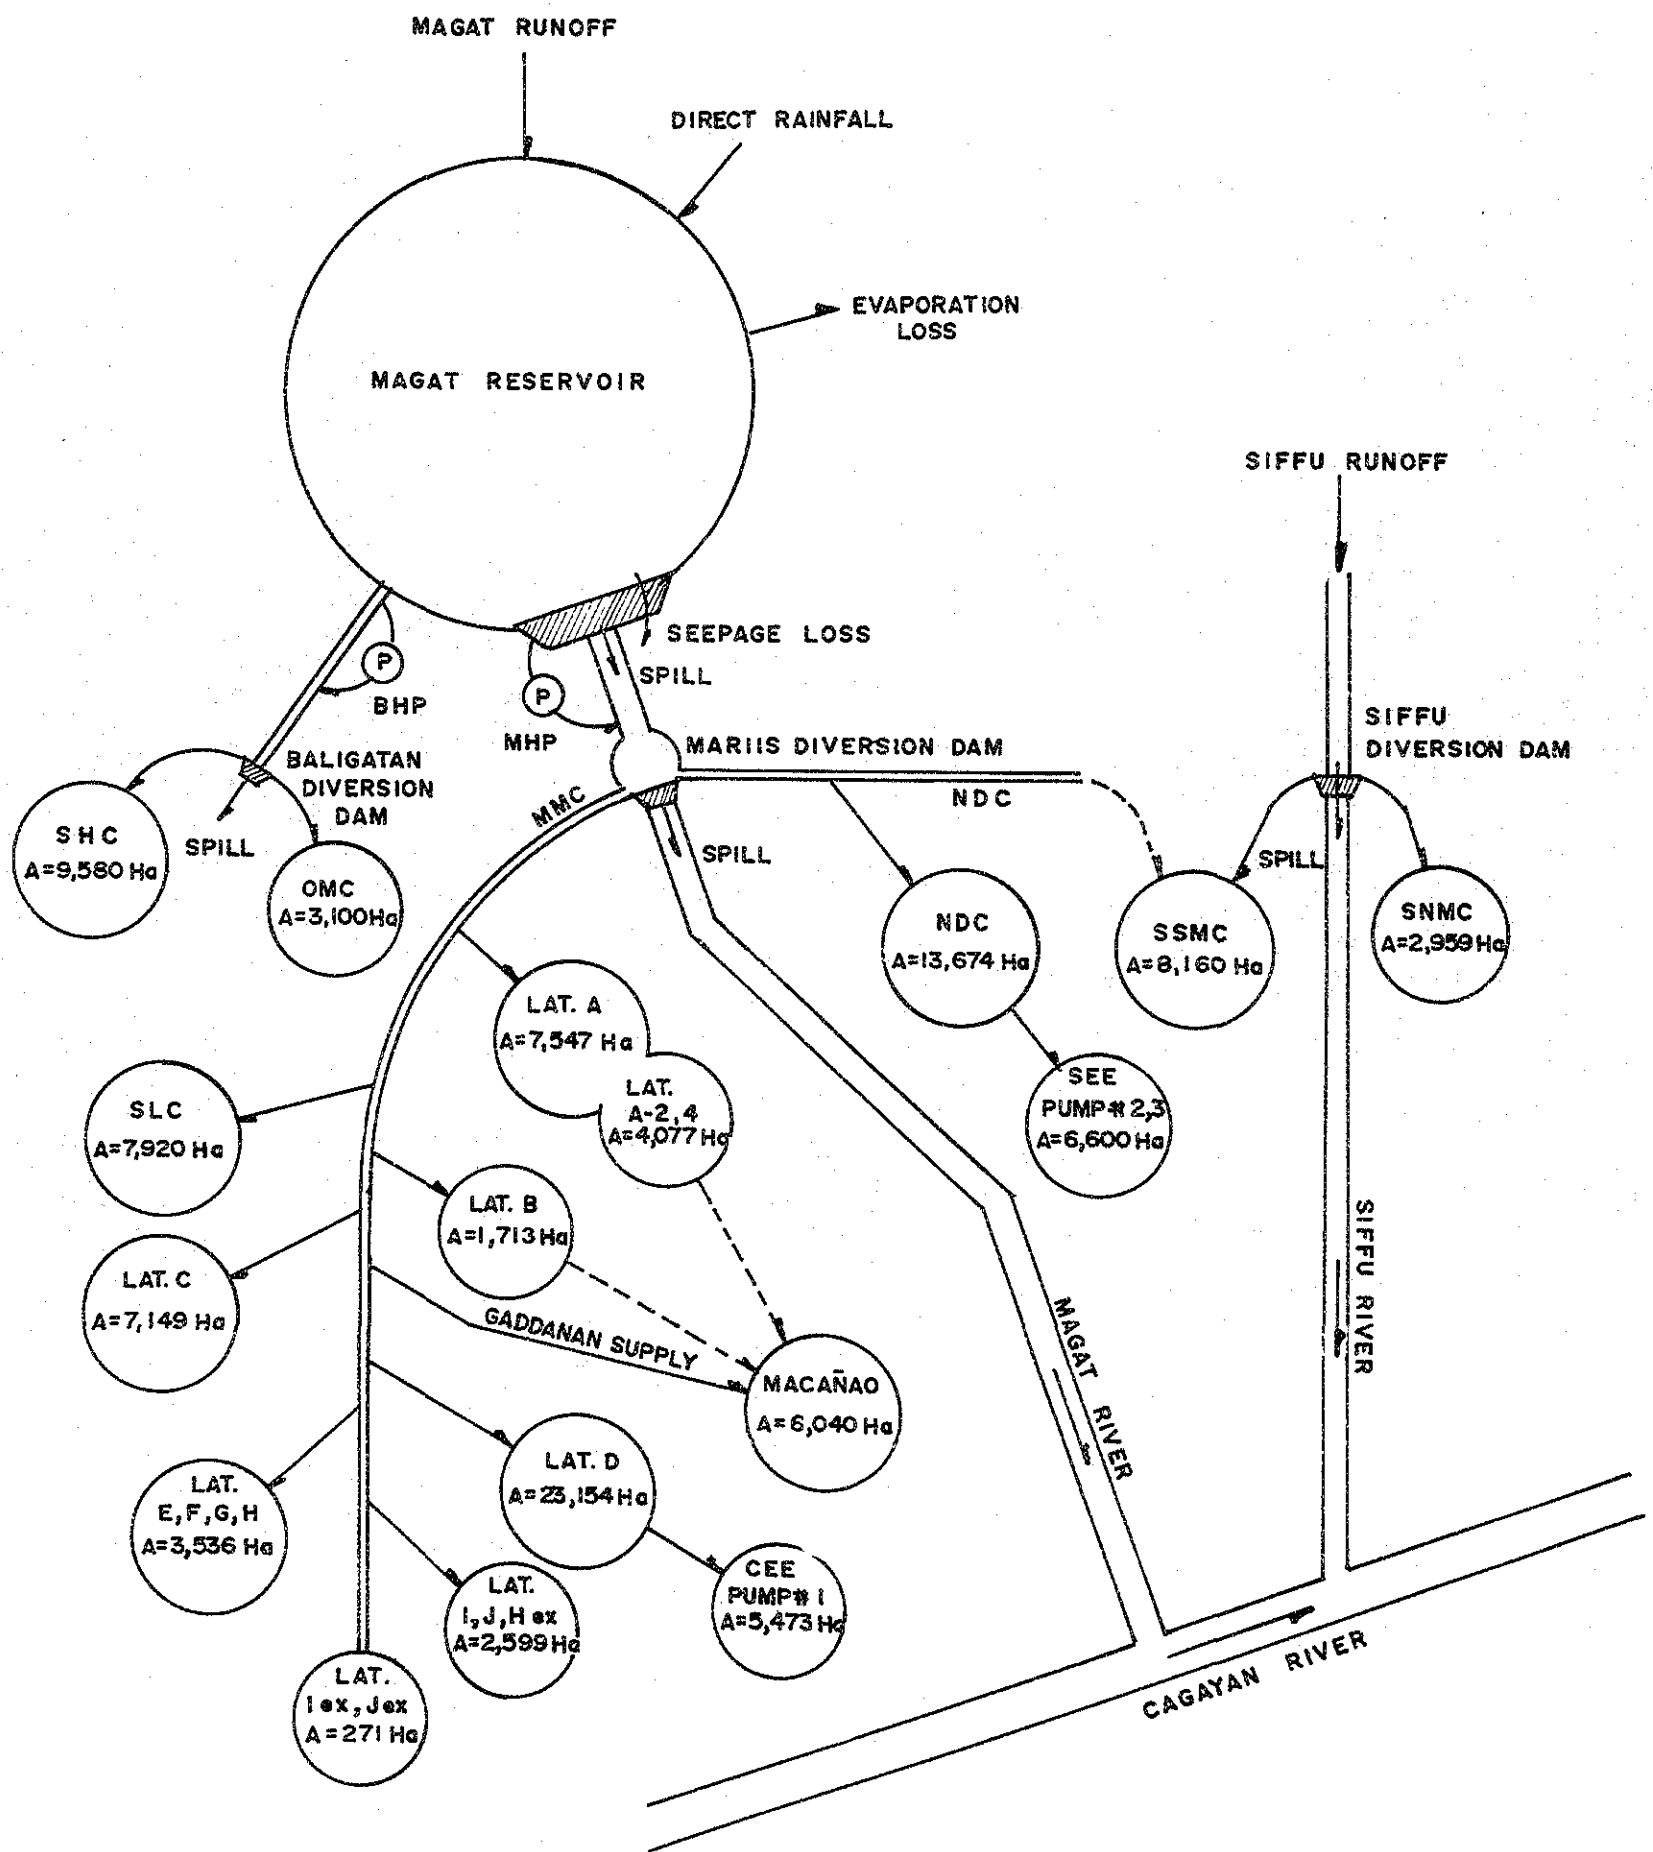 MAGAT RUNOFF
DIRECT RAINFALL
EVAPORATION
LOSS
MAGAT RESERVOIR
SIFFU RUNOFF
SEEPAGE LOSS
SPILL
P
BHP
P
MHP
MARIIS DIVERSION DAM
SIFFU
DIVERSION DAM
BALIGATAN
DIVERSION
DAM
MMC
NDC
SPILL
SHC
A=9,580 Ha
SPILL
OMC
A=3,100 Ha
NDC
A=13,674 Ha
SSMC
A=8,160 Ha
SPILL
SNMC
A=2,959 Ha
LAT. A
A=7,547 Ha
LAT.
A-2,4
A=4,077 Ha
SEE
PUMP# 2,3
A=6,600 Ha
SLC
A=7,920 Ha
LAT. B
A=1,713 Ha
LAT. C
A=7,149 Ha
GADDANAN SUPPLY
MACAÑAO
A=6,040 Ha
MAGAT RIVER
SIFFU RIVER
LAT. D
A=23,154 Ha
LAT.
E,F,G,H
A=3,536 Ha
LAT.
I,J,H ex
A=2,599 Ha
CEE
PUMP# 1
A=5,473 Ha
LAT.
I ex, J ex
A=271 Ha
CAGAYAN RIVER